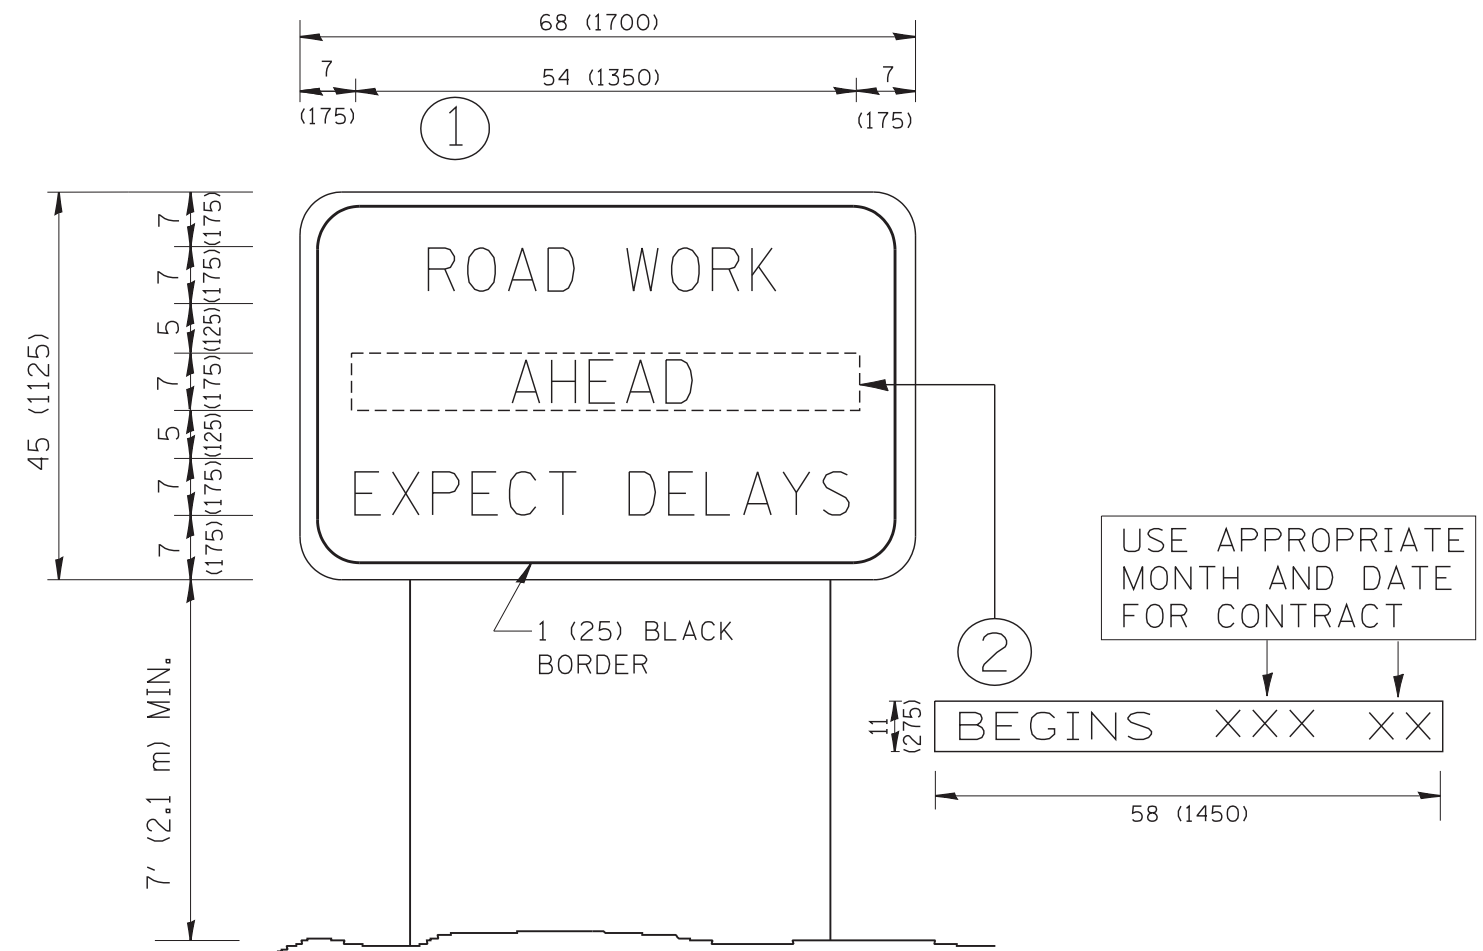 68 (1700)
7
54 (1350)
7
(175)
(175)
1
7
(175)
7
(175)
5
(125)
7
(175)
5
(125)
7
(175)
7
(175)
45 (1125)
ROAD WORK
AHEAD
EXPECT DELAYS
1 (25) BLACK
BORDER
7' (2.1 m) MIN.
USE APPROPRIATE
MONTH AND DATE
FOR CONTRACT
2
11
(275)
BEGINS XXX XX
58 (1450)